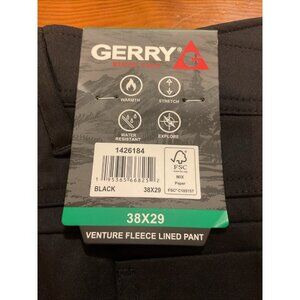 GERRY
WARMTH
STRETCH
WATER
RESISTANT
EXPLORE
1426184
BLACK
38X29
FSC
MIX
Paper
38X29
VENTURE FLEECE LINED PANT